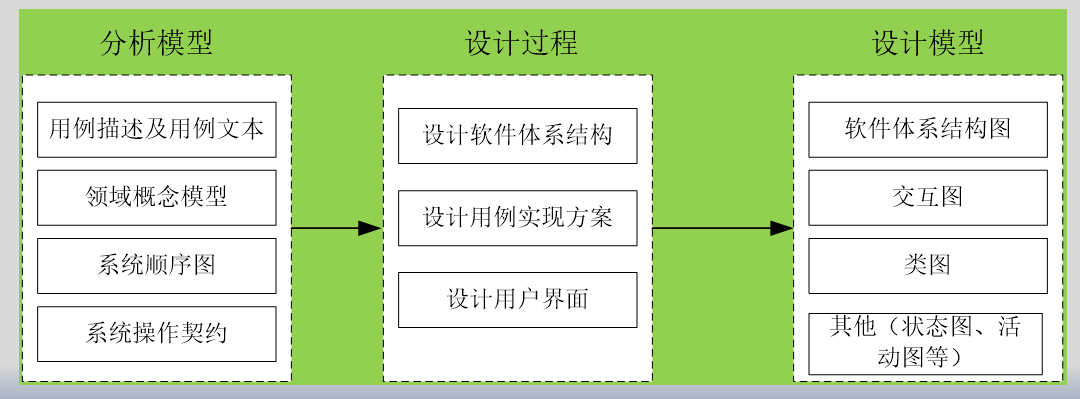 分析模型
用例描述及用例文本
领域概念模型
系统顺序图
系统操作契约
设计过程
设计软件体系结构
设计用例实现方案
设计用户界面
设计模型
软件体系结构图
交互图
类图
其他（状态图、活
动图等）